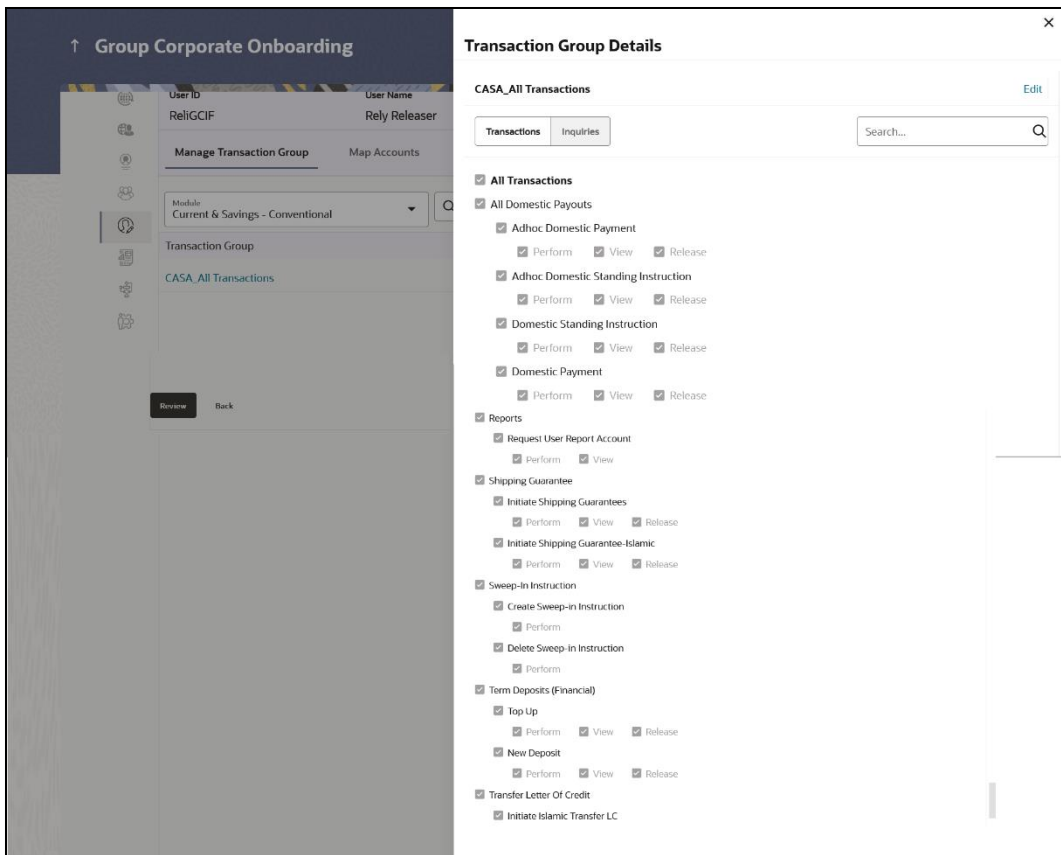 ↑ Group Corporate Onboarding
User ID User Name
ReliGCIF Rely Releaser
Manage Transaction Group Map Accounts
Module
Current & Savings - Conventional
Transaction Group
CASA_All Transactions
Review Back
Transaction Group Details
CASA_All Transactions Edit
Transactions Inquiries Search...
All Transactions
All Domestic Payouts
Adhoc Domestic Payment
Perform View Release
Adhoc Domestic Standing Instruction
Perform View Release
Domestic Standing Instruction
Perform View Release
Domestic Payment
Perform View Release
Reports
Request User Report Account
Perform View
Shipping Guarantee
Initiate Shipping Guarantees
Perform View Release
Initiate Shipping Guarantee-Islamic
Perform View Release
Sweep-In Instruction
Create Sweep-in Instruction
Perform
Delete Sweep-in Instruction
Perform
Term Deposits (Financial)
Top Up
Perform View Release
New Deposit
Perform View Release
Transfer Letter Of Credit
Initiate Islamic Transfer LC